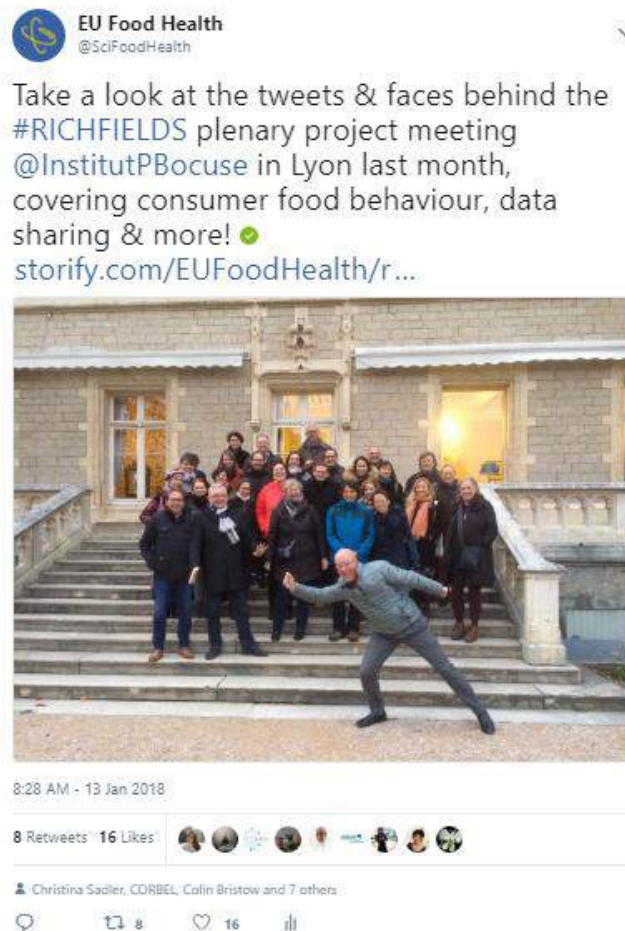 EU Food Health
@SciFoodHealth
Take a look at the tweets & faces behind the
#RICHFIELDS plenary project meeting
@InstitutPBocuse in Lyon last month,
covering consumer food behaviour, data
sharing & more!
storify.com/EUFoodHealth/r...
8:28 AM - 13 Jan 2018
8 Retweets 16 Likes
Christina Sadler, CORBEL, Colin Bristow and 7 others
8 16